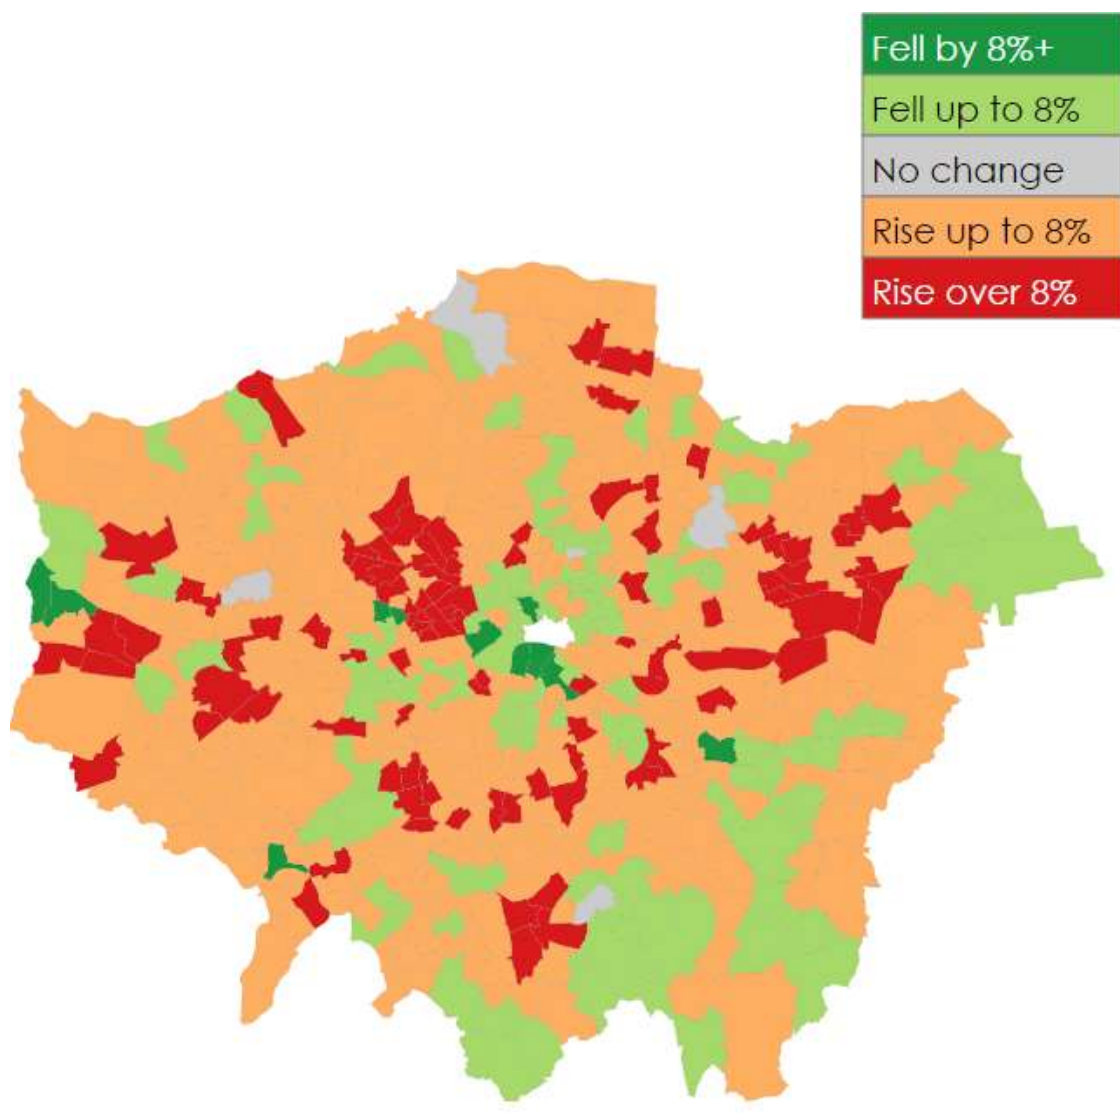 Fell by 8%+
Fell up to 8%
No change
Rise up to 8%
Rise over 8%